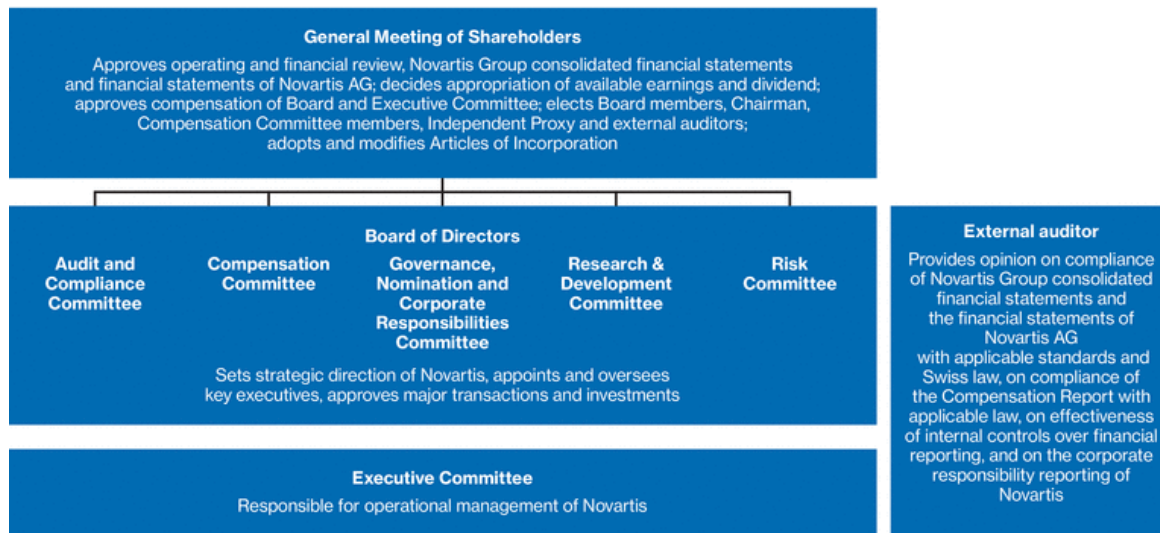 General Meeting of Shareholders
Approves operating and financial review, Novartis Group consolidated financial statements
and financial statements of Novartis AG; decides appropriation of available earnings and dividend;
approves compensation of Board and Executive Committee; elects Board members, Chairman,
Compensation Committee members, Independent Proxy and external auditors;
adopts and modifies Articles of Incorporation
Board of Directors
Audit and
Compliance
Committee
Compensation
Committee
Governance,
Nomination and
Corporate
Responsibilities
Committee
Research &
Development
Committee
Risk
Committee
Sets strategic direction of Novartis, appoints and oversees
key executives, approves major transactions and investments
External auditor
Provides opinion on compliance
of Novartis Group consolidated
financial statements and
the financial statements of
Novartis AG
with applicable standards and
Swiss law, on compliance of
the Compensation Report with
applicable law, on effectiveness
of internal controls over financial
reporting, and on the corporate
responsibility reporting of
Novartis
Executive Committee
Responsible for operational management of Novartis